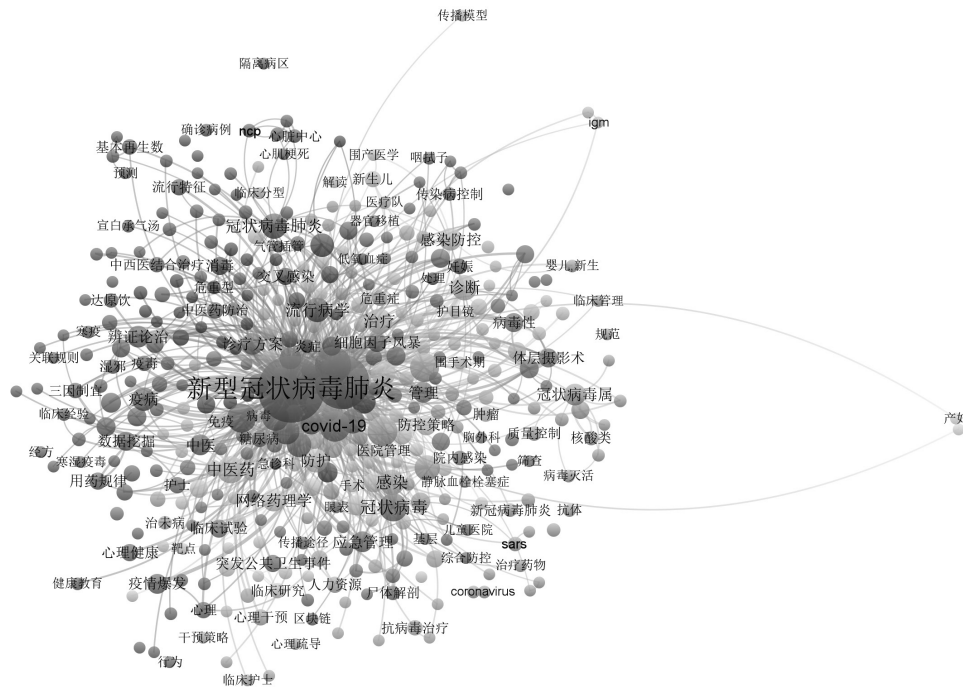 传播模型
隔离病区
igm
确诊病例
ncp
心脏中心
基本再生数
心肌梗死
国产医学
咽拭子
预测
流行特征
临床分型
解读
新生儿
传染病控制
医疗队
宣白承气汤
冠状病毒肺炎
器官移植
气管插管
感染防控
中西医结合治疗
消毒
交叉感染
低氧血症
处理
妊娠
婴儿,新生
危重型
诊断
达原饮
中医药防治
流行病学
危重症
护目镜
临床管理
治疗
病毒性
寒疫
辨证论治
诊疗方案
炎症
细胞因子风暴
规范
关联规则
湿邪
疫毒
围手术期
体层摄影术
三因制宜
疫病
新型冠状病毒肺炎
管理
冠状病毒属
临床经验
免疫
病毒
covid-19
防控策略
肿瘤
产妇
数据挖掘
中医
糖尿病
胸外科
质量控制
核酸类
经方
寒湿疫毒
中医药
急诊科
防护
医院管理
院内感染
筛查
用药规律
护士
手术
感染
静脉血栓栓塞症
病毒灭活
网络药理学
眼表
冠状病毒
新冠病毒肺炎
抗体
治未病
临床试验
儿童医院
心理健康
靶点
传播途径
应急管理
基层
sars
突发公共卫生事件
综合防控
治疗药物
健康教育
疫情爆发
临床研究
人力资源
尸体解剖
coronavirus
心理
心理干预
区块链
抗病毒治疗
干预策略
心理疏导
行为
临床护士